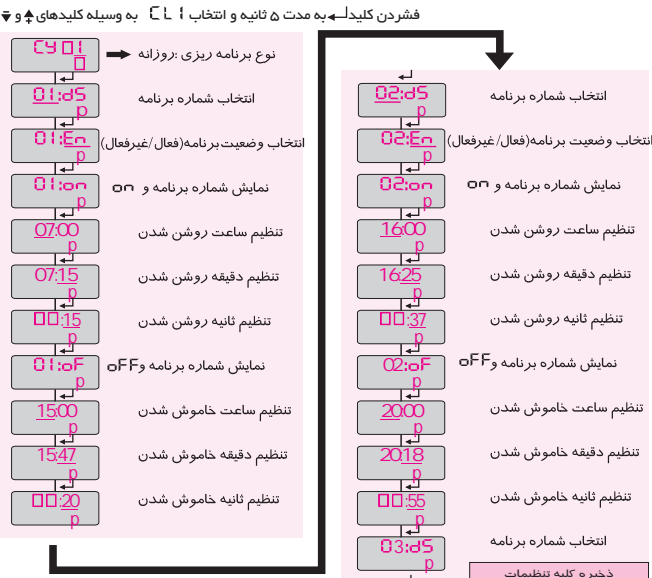 فشردن کلید به مدت ۵ ثانیه و انتخاب CL1 به وسیله کلیدهای و
CY01 نوع برنامه ریزی :روزانه
01:dS انتخاب شماره برنامه
p
01:En انتخاب وضعیت برنامه(فعال/غیرفعال)
p
01:on نمایش شماره برنامه و on
p
07:00 تنظیم ساعت روشن شدن
p
07:15 تنظیم دقیقه روشن شدن
p
00:15 تنظیم ثانیه روشن شدن
p
01:oF نمایش شماره برنامه و oFF
p
15:00 تنظیم ساعت خاموش شدن
p
15:47 تنظیم دقیقه خاموش شدن
p
00:20 تنظیم ثانیه خاموش شدن
p
02:dS انتخاب شماره برنامه
p
02:En انتخاب وضعیت برنامه(فعال/غیرفعال)
p
02:on نمایش شماره برنامه و on
p
16:00 تنظیم ساعت روشن شدن
p
16:25 تنظیم دقیقه روشن شدن
p
00:37 تنظیم ثانیه روشن شدن
p
02:oF نمایش شماره برنامه و oFF
p
20:00 تنظیم ساعت خاموش شدن
p
20:18 تنظیم دقیقه خاموش شدن
p
00:55 تنظیم ثانیه خاموش شدن
p
03:dS انتخاب شماره برنامه
p
ذخیره کلیه تنظیمات